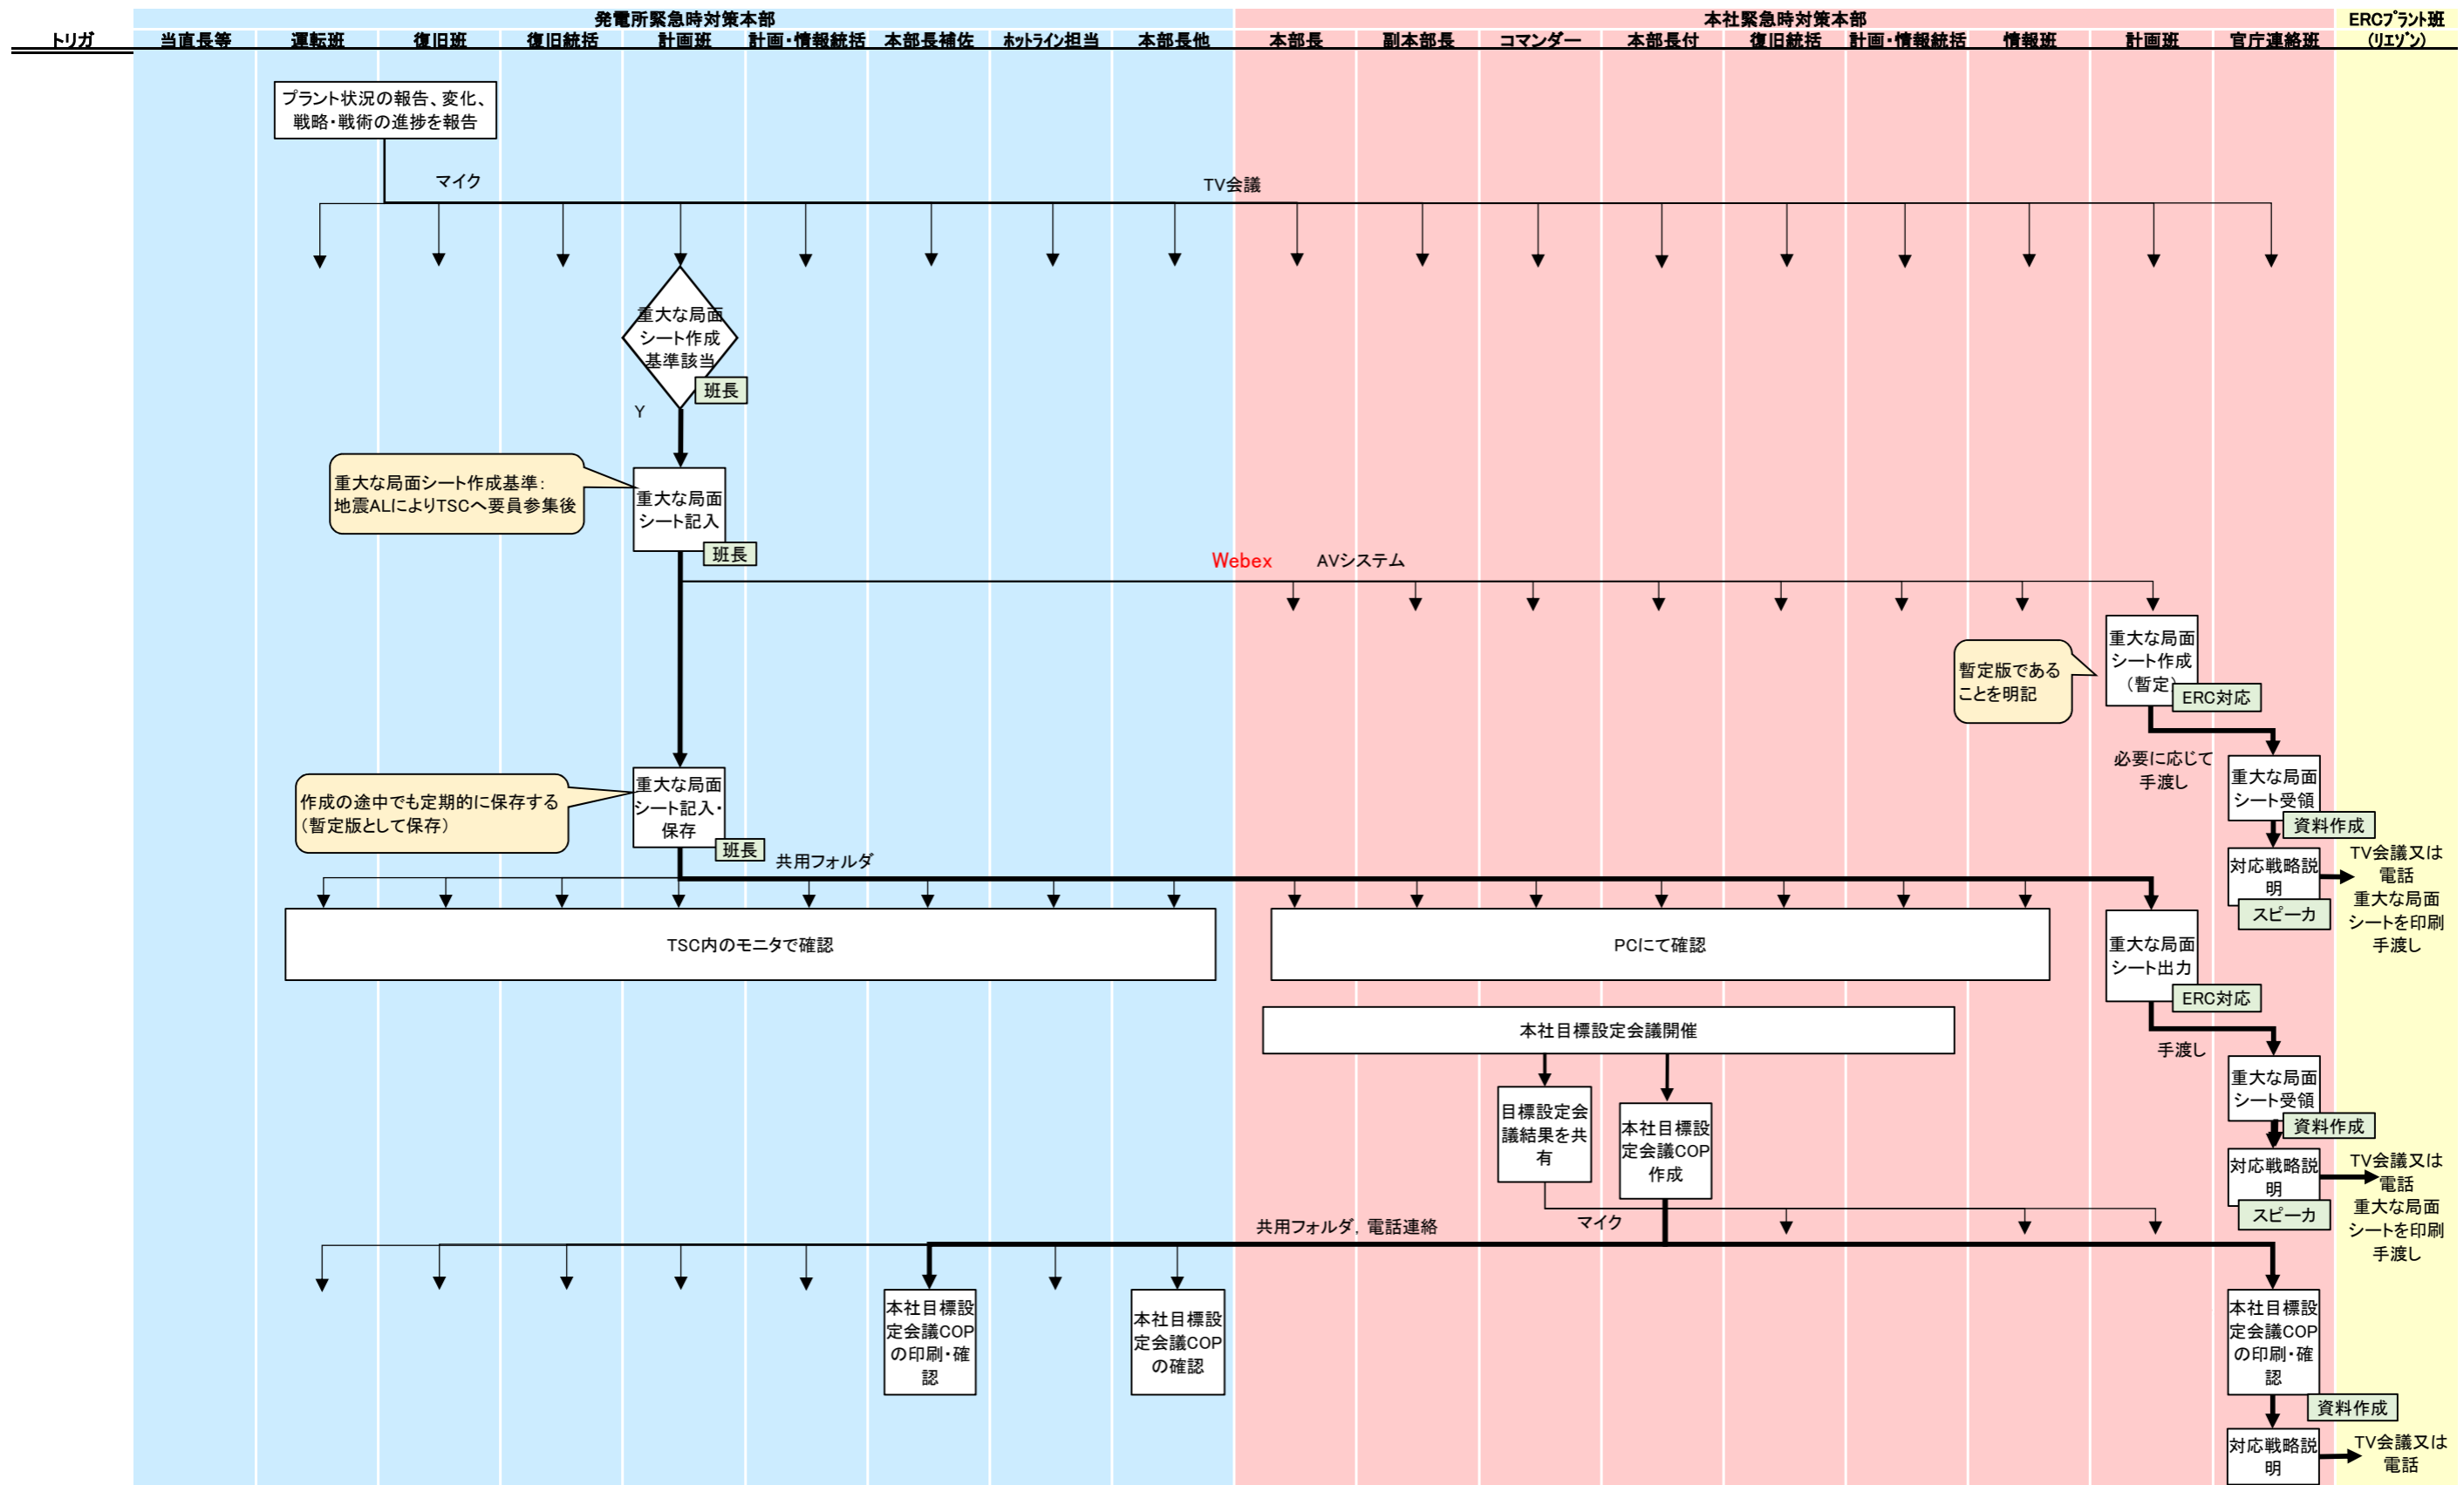 発電所緊急時対策本部
本社緊急時対策本部
ERCプラント班
トリガ
当直長等
運転班
復旧班
復旧統括
計画班
計画・情報統括
本部長補佐
ホットライン担当
本部長他
本部長
副本部長
コマンダー
本部長付
復旧統括
計画・情報統括
情報班
計画班
官庁連絡班
(リエゾン)
プラント状況の報告、変化、
戦略・戦術の進捗を報告
マイク
TV会議
重大な局面
シート作成
基準該当
班長
Y
重大な局面シート作成基準：
地震ALによりTSCへ要員参集後
重大な局面
シート記入
班長
Webex
AVシステム
重大な局面
シート作成
（暫定）
ERC対応
暫定版である
ことを明記
必要に応じて
手渡し
重大な局面
シート受領
資料作成
作成の途中でも定期的に保存する
（暫定版として保存）
重大な局面
シート記入・
保存
班長
共用フォルダ
対応戦略説
明
スピーカ
TV会議又は
電話
重大な局面
シートを印刷
手渡し
TSC内のモニタで確認
PCにて確認
重大な局面
シート出力
ERC対応
本社目標設定会議開催
手渡し
重大な局面
シート受領
資料作成
目標設定会
議結果を共
有
本社目標設
定会議COP
作成
対応戦略説
明
スピーカ
TV会議又は
電話
重大な局面
シートを印刷
手渡し
マイク
共用フォルダ，電話連絡
本社目標設
定会議COP
の印刷・確
認
本社目標設
定会議COP
の確認
本社目標設
定会議COP
の印刷・確
認
資料作成
対応戦略説
明
TV会議又は
電話